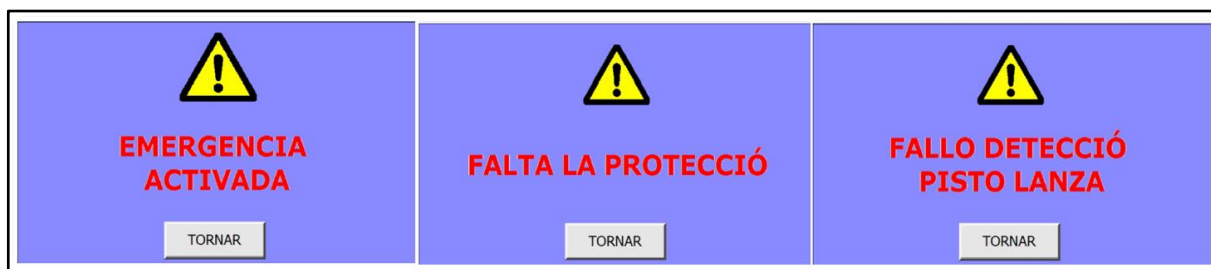 EMERGENCIA
ACTIVADA
TORNAR
FALTA LA PROTECCIÓ
TORNAR
FALLO DETECCIÓ
PISTO LANZA
TORNAR